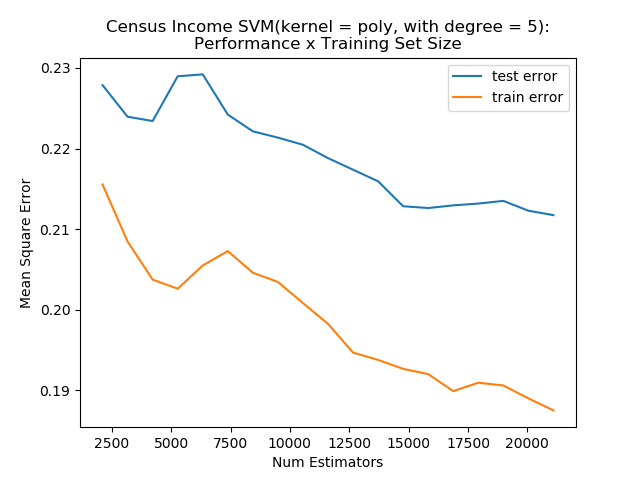 Census Income SVM(kernel = poly, with degree = 5):
Performance x Training Set Size
test error
train error
Mean Square Error
0.23
0.22
0.21
0.20
0.19
2500
5000
7500
10000
12500
15000
17500
20000
Num Estimators